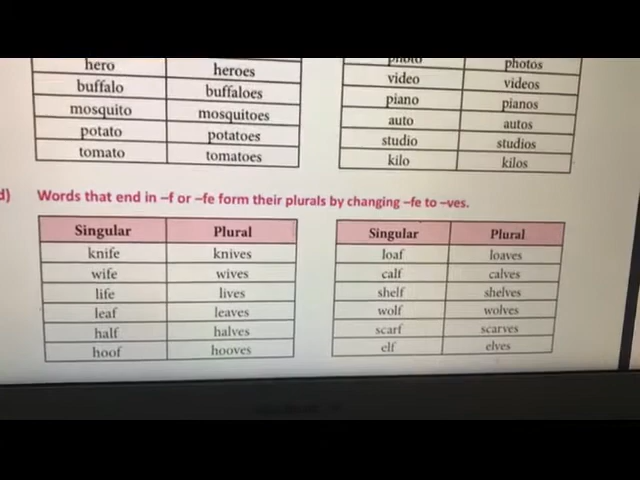 photo photos
hero heroes
video videos
buffalo buffaloes
piano pianos
mosquito mosquitoes
auto autos
potato potatoes
studio studios
tomato tomatoes
kilo kilos
d) Words that end in –f or –fe form their plurals by changing –fe to –ves.
Singular Plural
knife knives
wife wives
life lives
leaf leaves
half halves
hoof hooves
Singular Plural
loaf loaves
calf calves
shelf shelves
wolf wolves
scarf scarves
elf elves